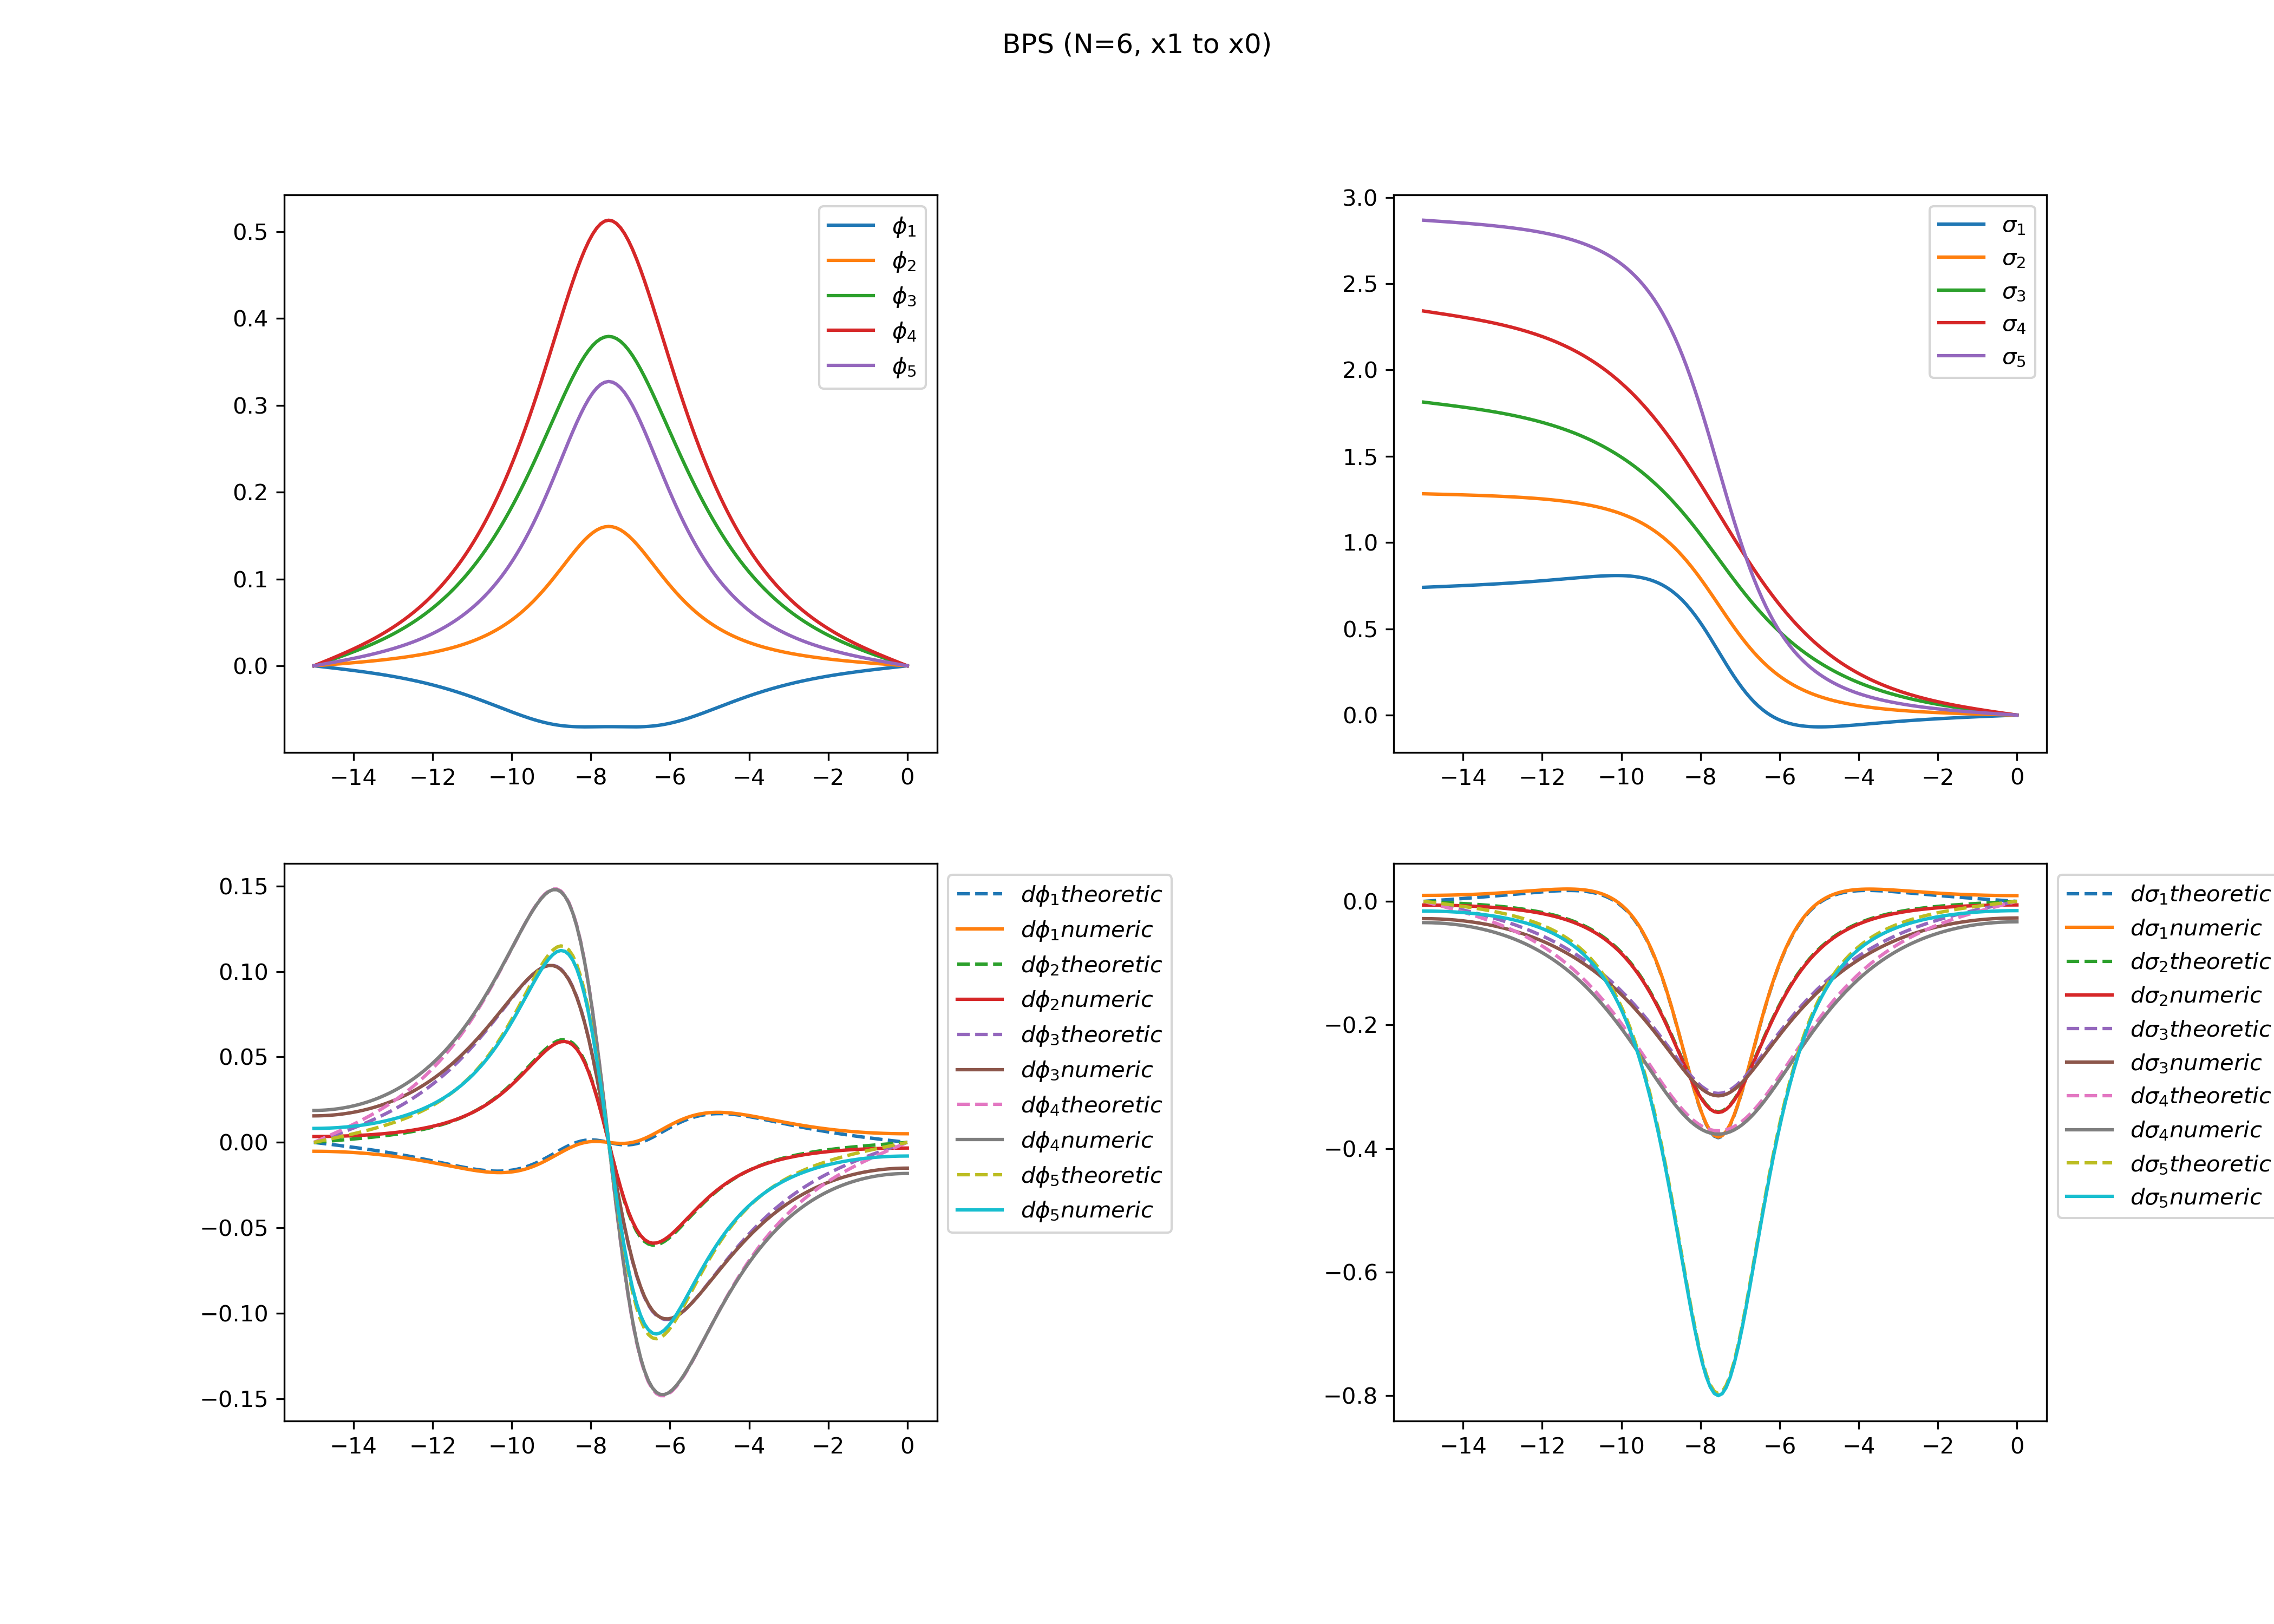 BPS (N=6, x1 to x0)
0.5
0.4
0.3
0.2
0.1
0.0
−14 −12 −10 −8 −6 −4 −2 0
ϕ1
ϕ2
ϕ3
ϕ4
ϕ5
3.0
2.5
2.0
1.5
1.0
0.5
0.0
−14 −12 −10 −8 −6 −4 −2 0
σ1
σ2
σ3
σ4
σ5
0.15
0.10
0.05
0.00
−0.05
−0.10
−0.15
−14 −12 −10 −8 −6 −4 −2 0
dϕ1theoretic
dϕ1numeric
dϕ2theoretic
dϕ2numeric
dϕ3theoretic
dϕ3numeric
dϕ4theoretic
dϕ4numeric
dϕ5theoretic
dϕ5numeric
0.0
−0.2
−0.4
−0.6
−0.8
−14 −12 −10 −8 −6 −4 −2 0
dσ1theoretic
dσ1numeric
dσ2theoretic
dσ2numeric
dσ3theoretic
dσ3numeric
dσ4theoretic
dσ4numeric
dσ5theoretic
dσ5numeric